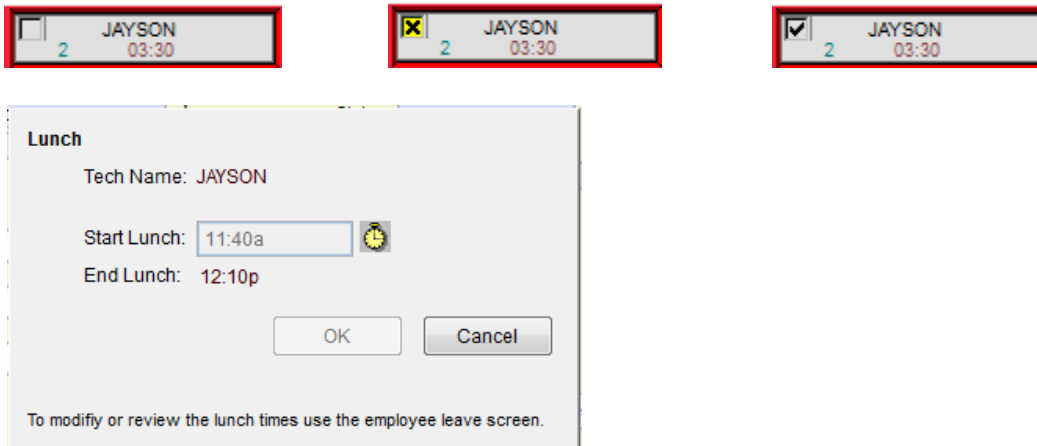 JAYSON
2 03:30
JAYSON
2 03:30
JAYSON
2 03:30
Lunch
Tech Name: JAYSON
Start Lunch: 11:40a
End Lunch: 12:10p
OK Cancel
To modifiy or review the lunch times use the employee leave screen.